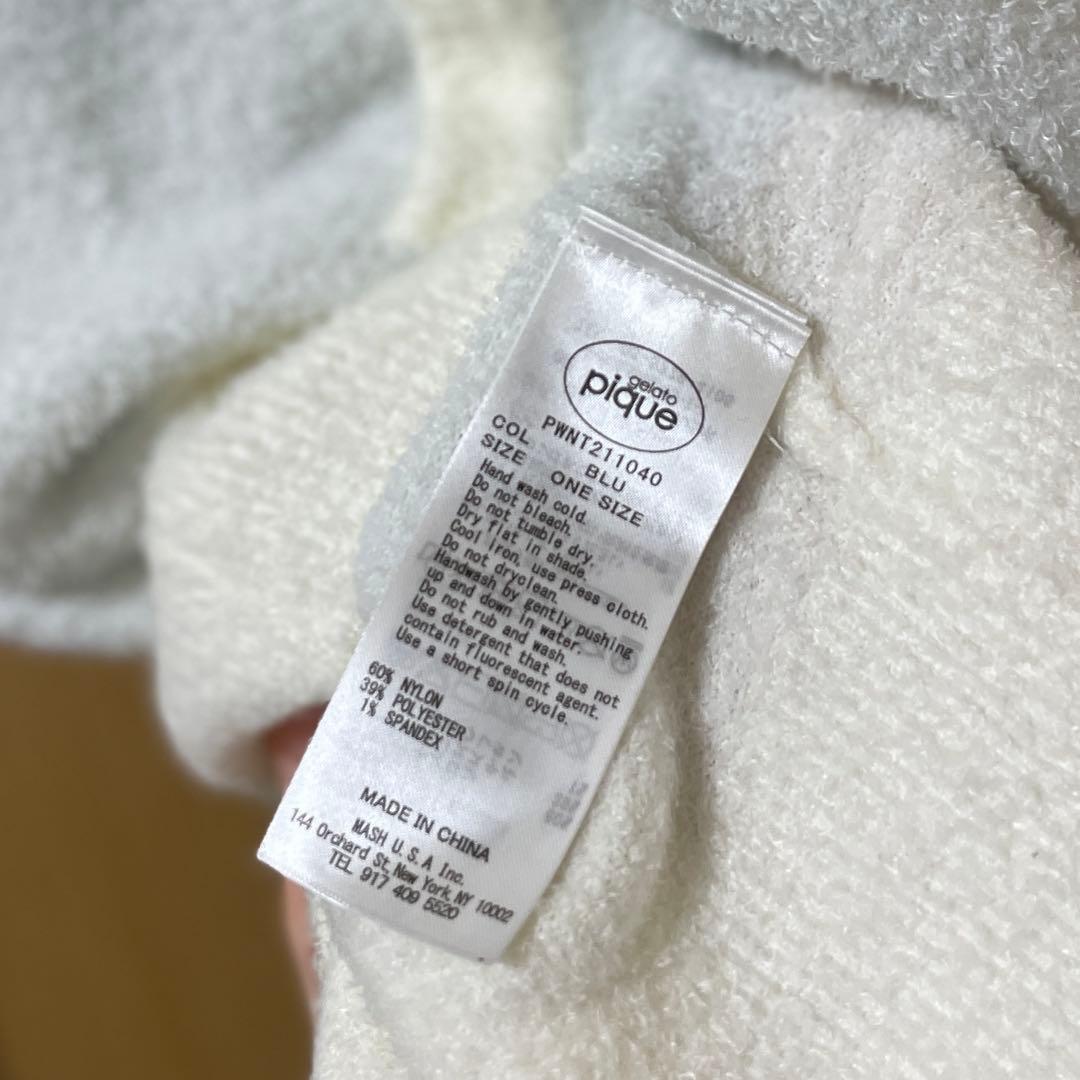 gelato
pique
PWNT211040
COL BLU
SIZE ONE SIZE
Hand wash cold.
Do not bleach.
Do not tumble dry.
Dry flat in shade.
Cool iron, use press cloth.
Do not dryclean.
Handwash by gently pushing
up and down in water.
Do not rub and wash.
Use detergent that does not
contain fluorescent agent.
Use a short spin cycle.
60% NYLON
39% POLYESTER
1% SPANDEX
MADE IN CHINA
MASH U.S.A Inc.
144 Orchard St, New York, NY 10002
TEL 917 409 5520